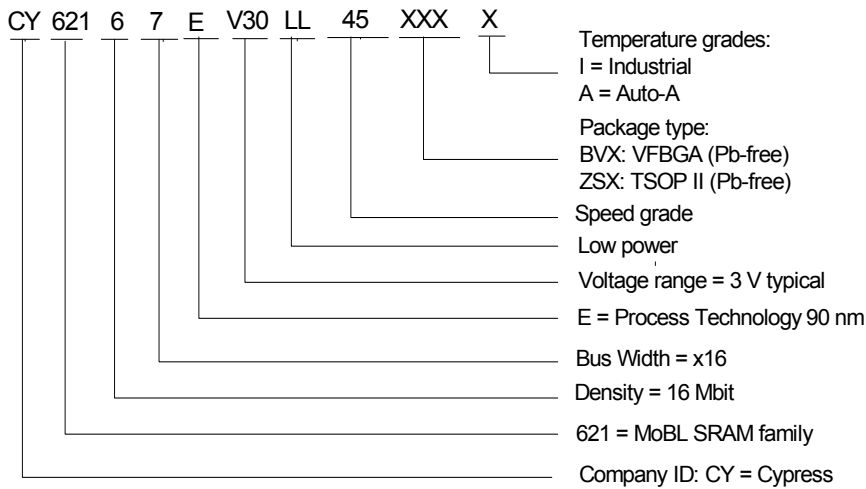 CY 621 6 7 E V30 LL 45 XXX X
Temperature grades:
I = Industrial
A = Auto-A
Package type:
BVX: VFBGA (Pb-free)
ZSX: TSOP II (Pb-free)
Speed grade
Low power
Voltage range = 3 V typical
E = Process Technology 90 nm
Bus Width = x16
Density = 16 Mbit
621 = MoBL SRAM family
Company ID: CY = Cypress